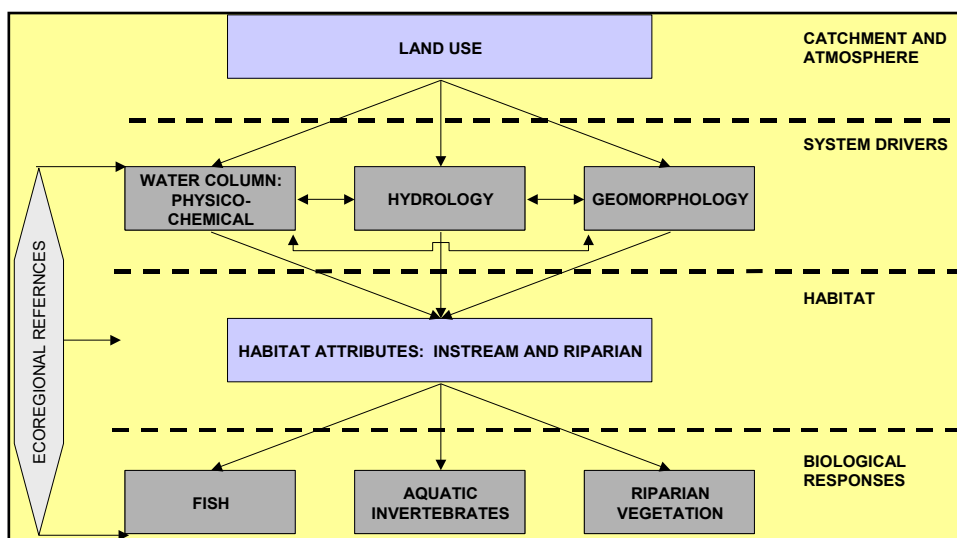 LAND USE
CATCHMENT AND
ATMOSPHERE
SYSTEM DRIVERS
WATER COLUMN:
PHYSICO-
CHEMICAL
HYDROLOGY
GEOMORPHOLOGY
ECOREGIONAL REFERNCES
HABITAT
HABITAT ATTRIBUTES: INSTREAM AND RIPARIAN
BIOLOGICAL
RESPONSES
FISH
AQUATIC
INVERTEBRATES
RIPARIAN
VEGETATION